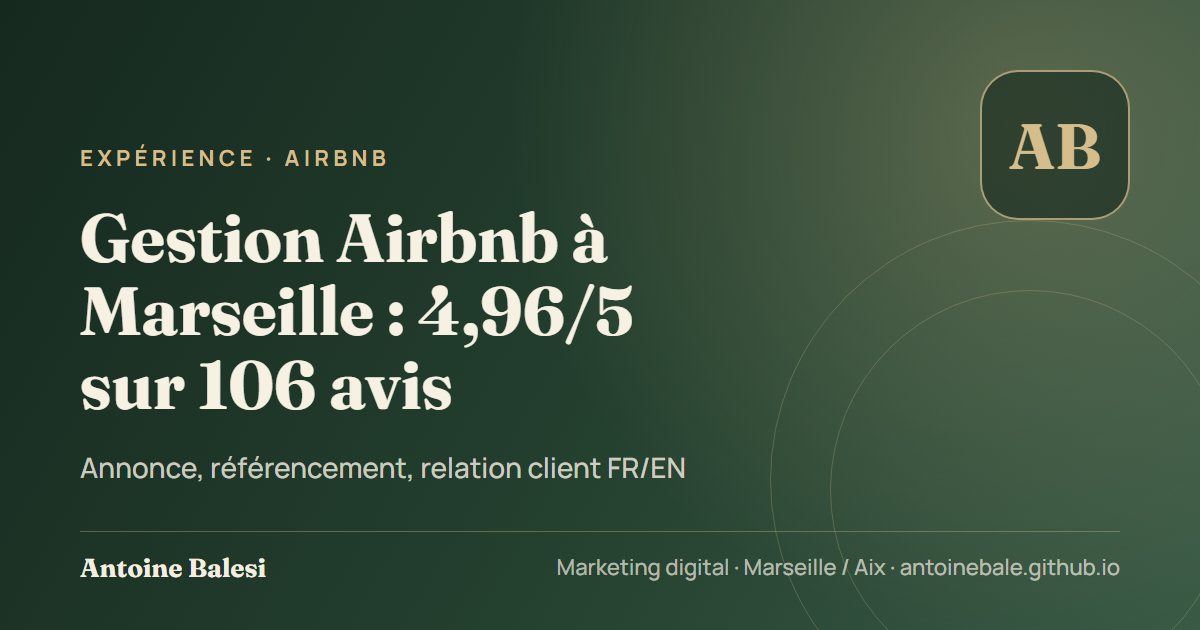 AB
EXPÉRIENCE · AIRBNB
Gestion Airbnb à
Marseille : 4,96/5
sur 106 avis
Annonce, référencement, relation client FR/EN
Antoine Balesi
Marketing digital · Marseille / Aix · antoinebale.github.io